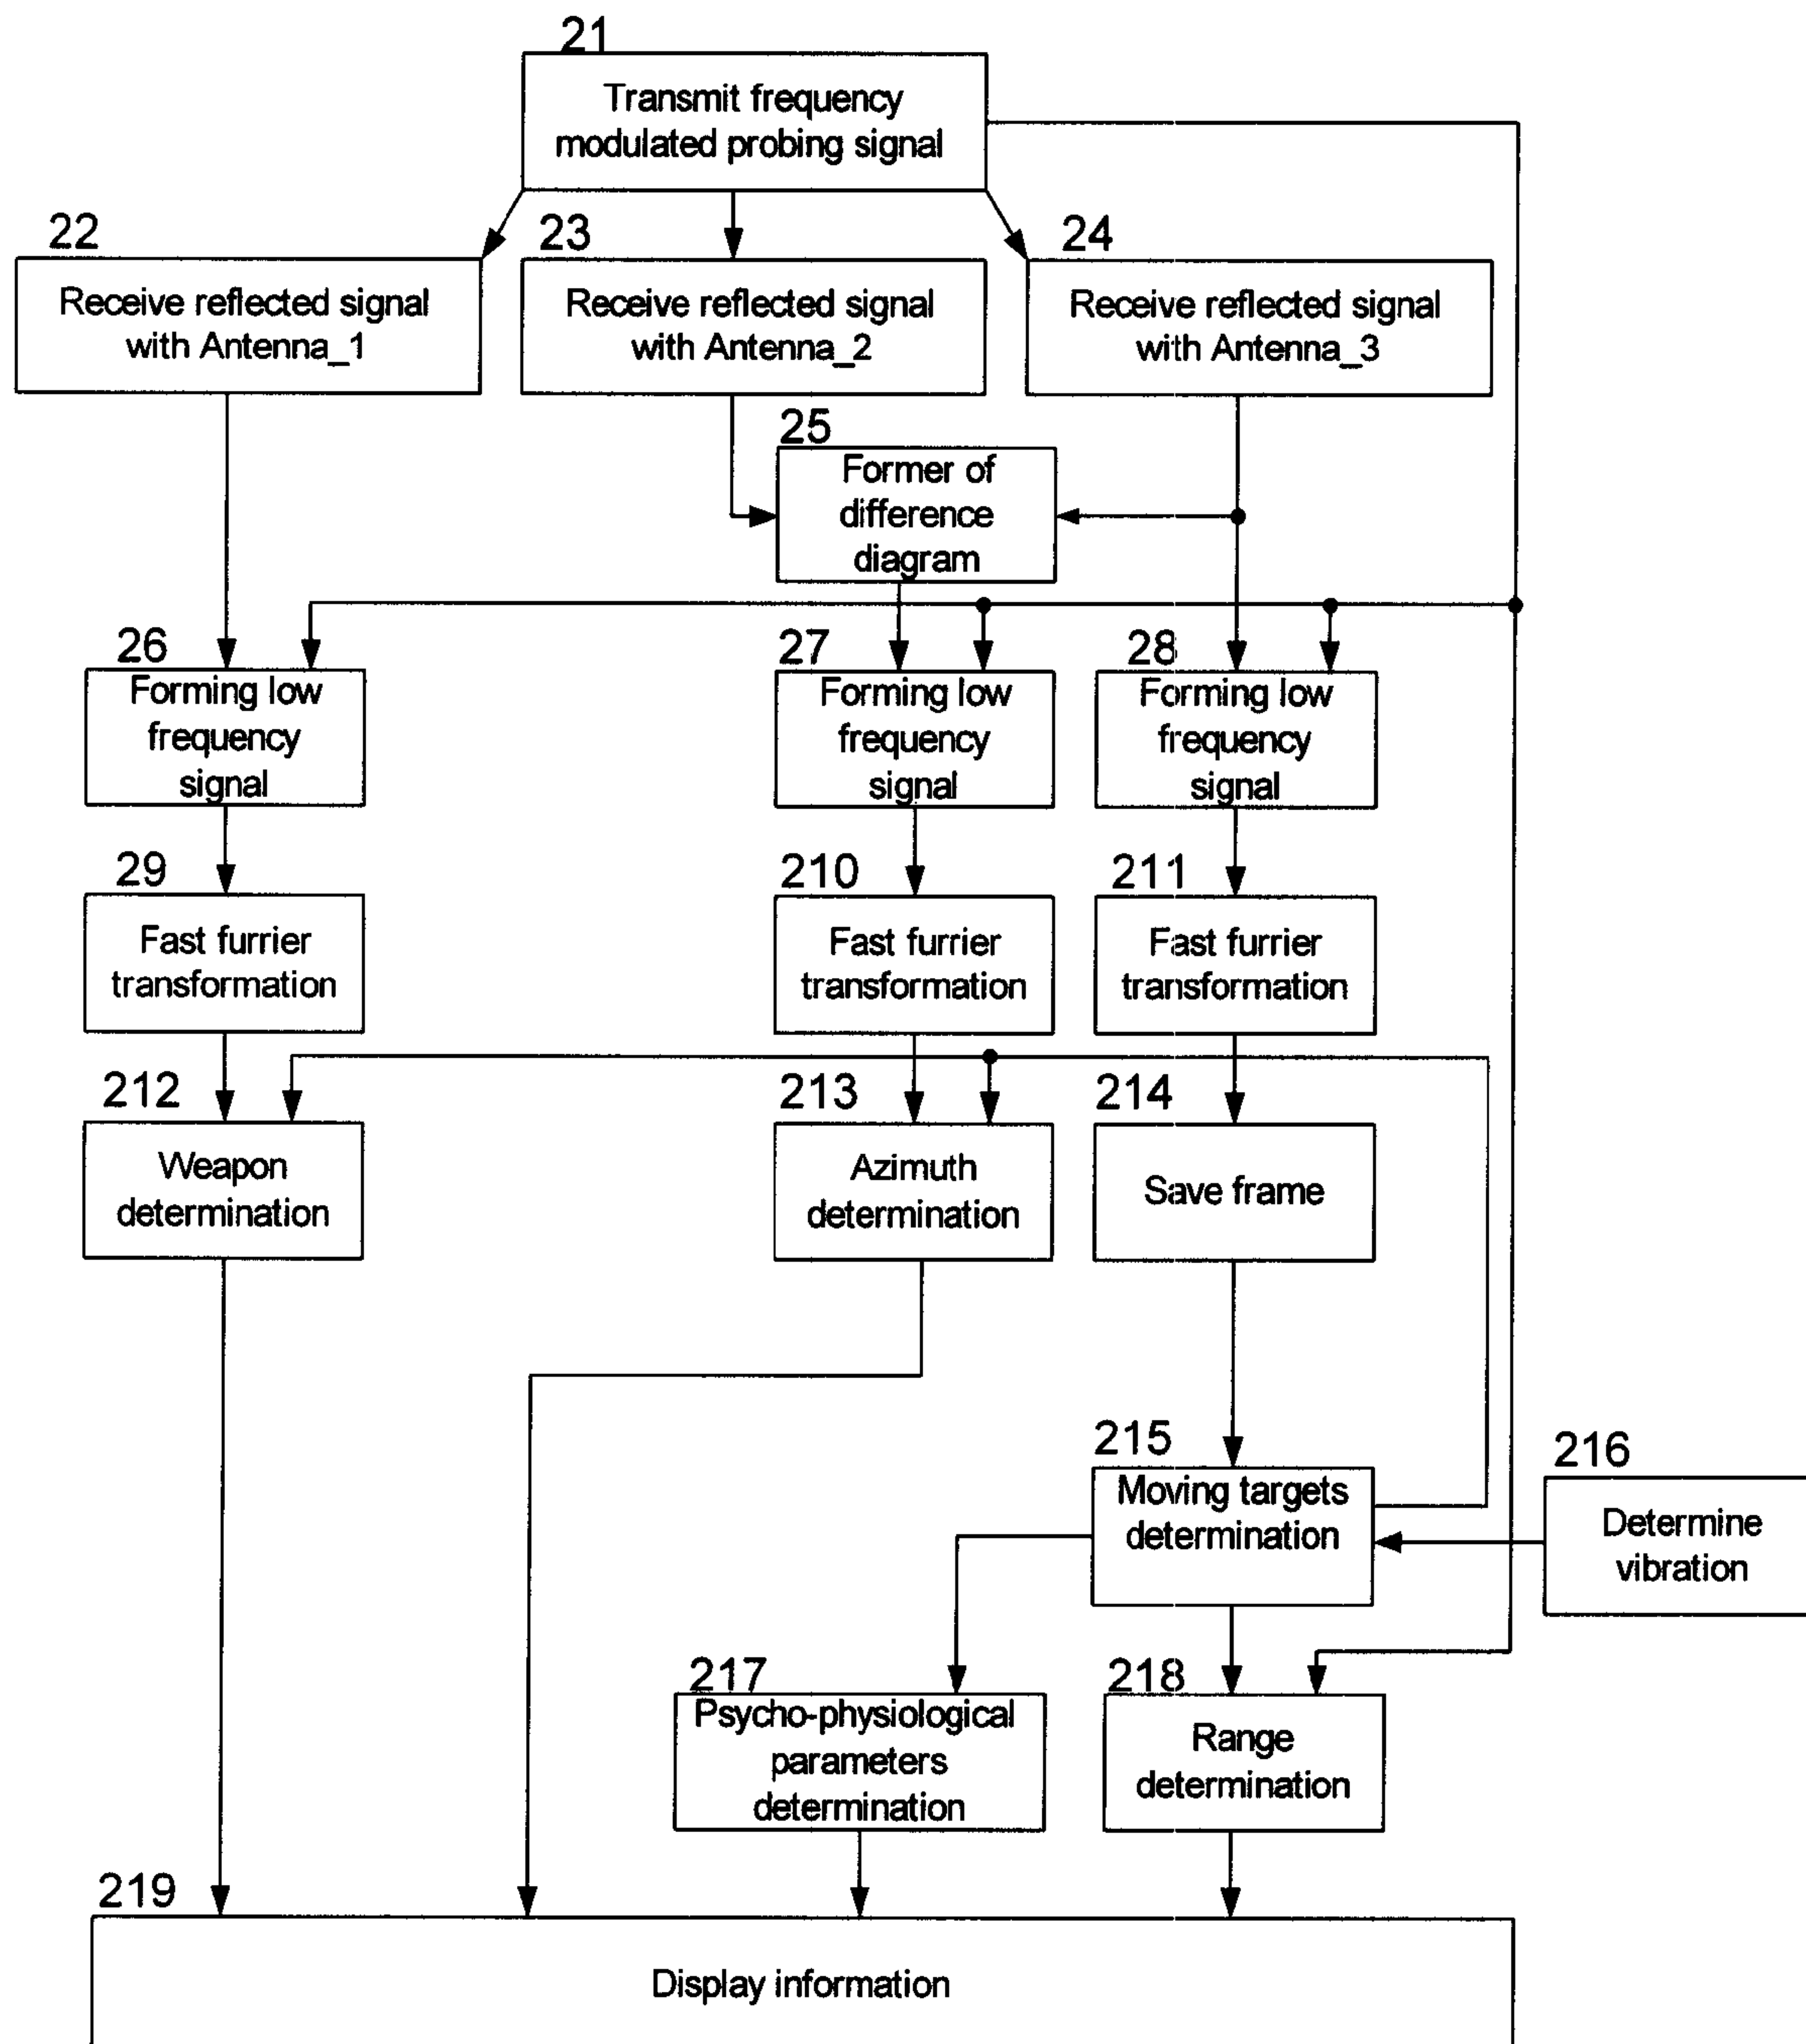 21
Transmit frequency
modulated probing signal
22
Receive reflected signal
with Antenna_1
23
Receive reflected signal
with Antenna_2
24
Receive reflected signal
with Antenna_3
25
Former of
difference
diagram
26
Forming low
frequency
signal
27
Forming low
frequency
signal
28
Forming low
frequency
signal
29
Fast furrier
transformation
210
Fast furrier
transformation
211
Fast furrier
transformation
212
Weapon
determination
213
Azimuth
determination
214
Save frame
215
Moving targets
determination
216
Determine
vibration
217
Psycho-physiological
parameters
determination
218
Range
determination
219
Display information